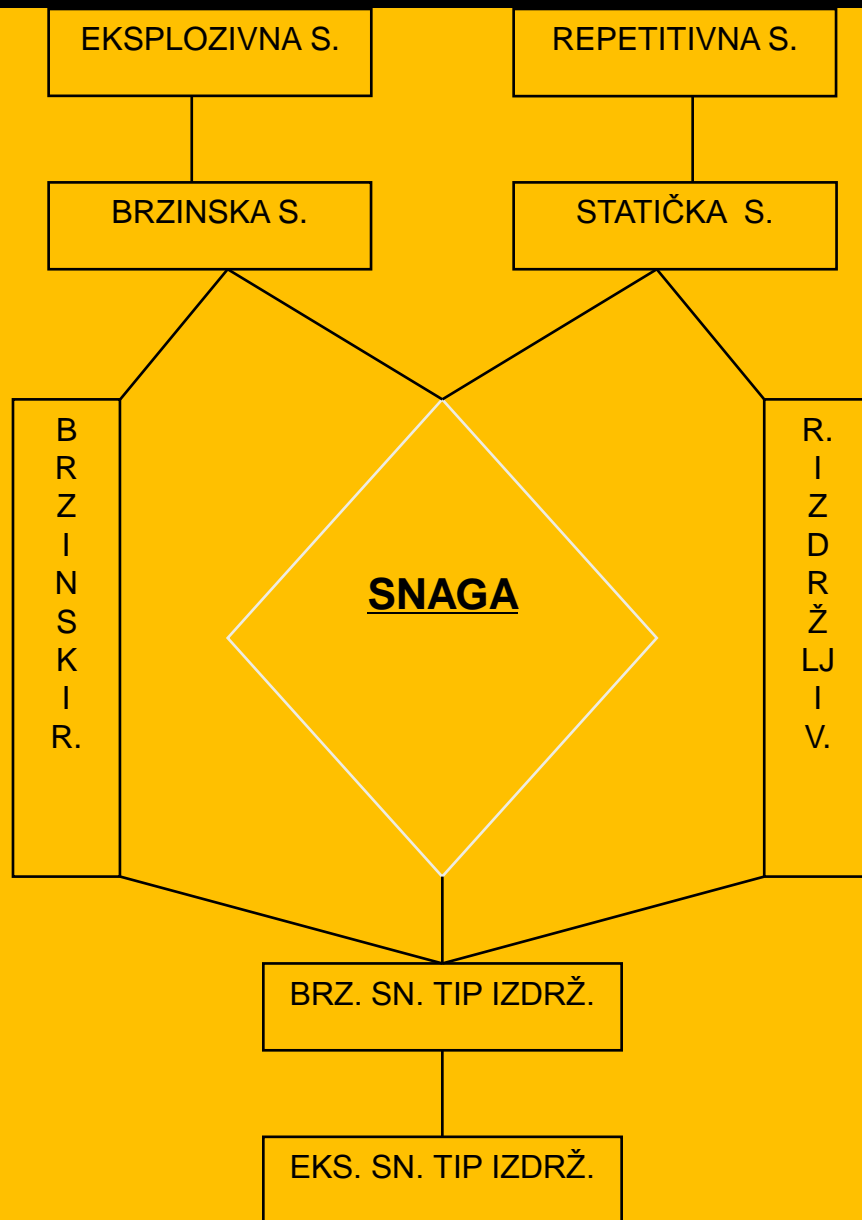 EKSPLOZIVNA S.
REPETITIVNA S.
BRZINSKA S.
STATIČKA S.
B
R
Z
I
N
S
K
I
R.
SNAGA
R.
I
Z
D
R
Ž
LJ
I
V.
BRZ. SN. TIP IZDRŽ.
EKS. SN. TIP IZDRŽ.